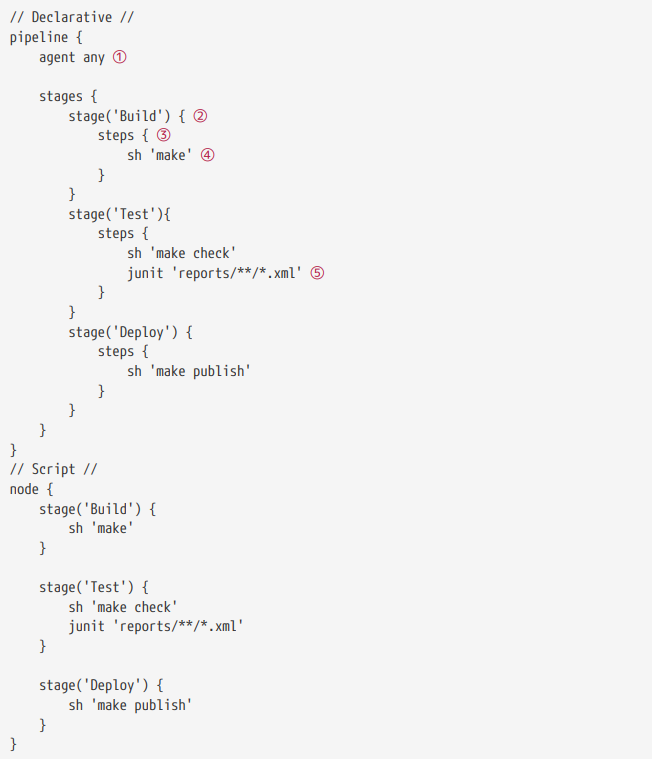 // Declarative //
pipeline {
    agent any ①

    stages {
        stage('Build') { ②
            steps { ③
                sh 'make' ④
            }
        }
        stage('Test'){
            steps {
                sh 'make check'
                junit 'reports/**/*.xml' ⑤
            }
        }
        stage('Deploy') {
            steps {
                sh 'make publish'
            }
        }
    }
}
// Script //
node {
    stage('Build') {
        sh 'make'
    }

    stage('Test') {
        sh 'make check'
        junit 'reports/**/*.xml'
    }

    stage('Deploy') {
        sh 'make publish'
    }
}